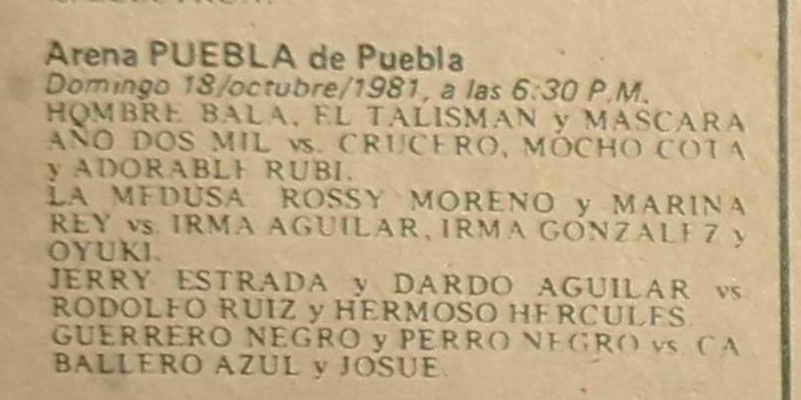 Arena PUEBLA de Puebla
Domingo 18/octubre/1981, a las 6:30 P.M.
HOMBRE BALA, EL TALISMAN y MASCARA
AÑO DOS MIL vs. CRUCERO, MOCHO COTA
y ADORABLE RUBI.
LA MEDUSA ROSSY MORENO y MARINA
REY vs. IRMA AGUILAR, IRMA GONZALEZ y
OYUKI.
JERRY ESTRADA y DARDO AGUILAR vs
RODOLFO RUIZ y HERMOSO HERCULES.
GUERRERO NEGRO y PERRO NEGRO vs. CA
BALLERO AZUL y JOSUE.